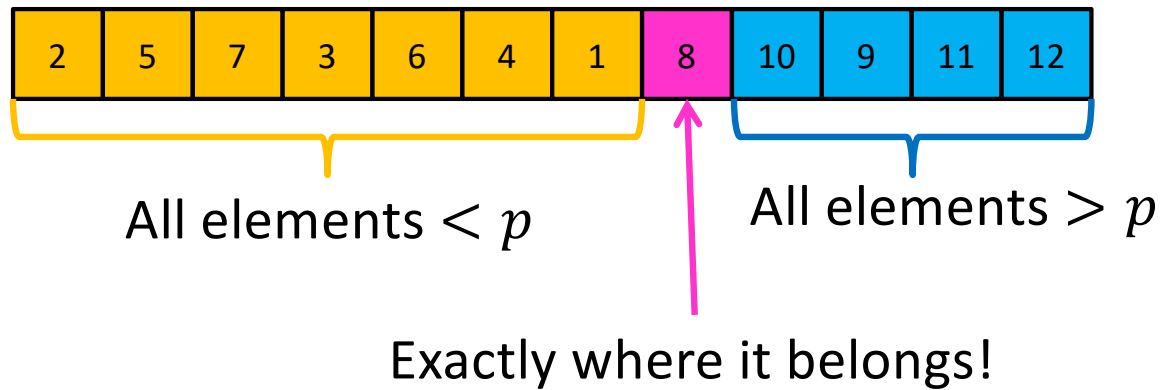 2 5 7 3 6 4 1 8 10 9 11 12
All elements < p
All elements > p
Exactly where it belongs!